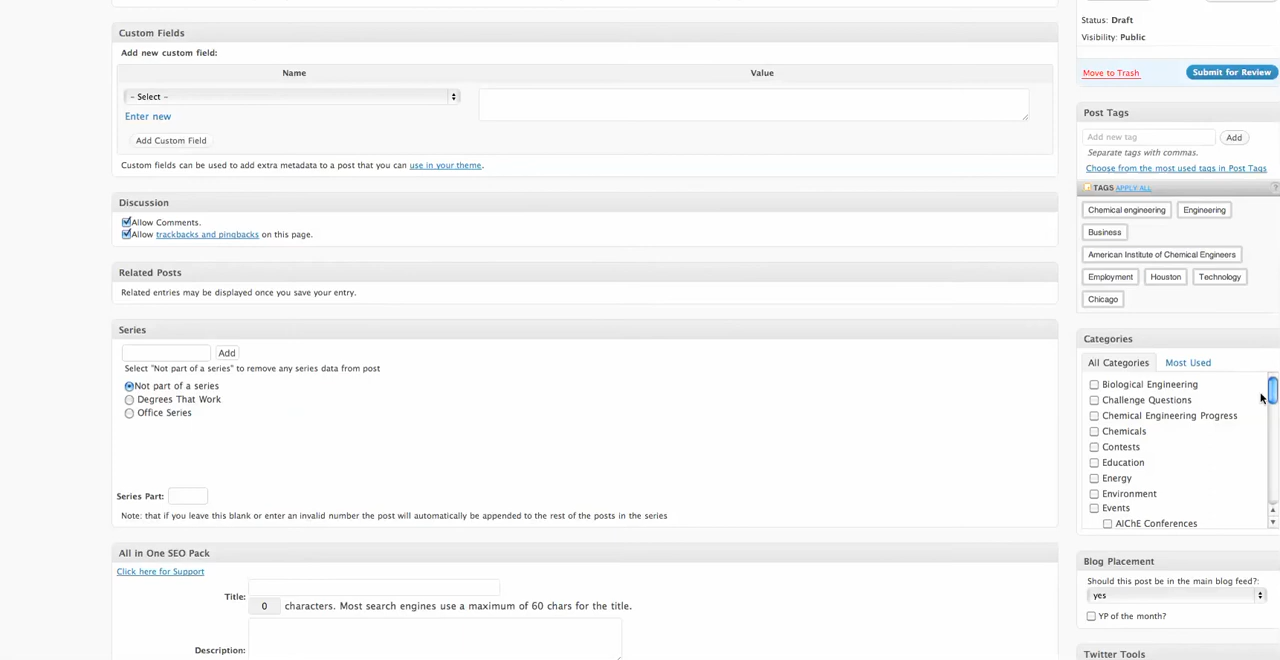 Custom Fields
Add new custom field:
Name
Value
- Select -
Enter new
Add Custom Field
Custom fields can be used to add extra metadata to a post that you can use in your theme.
Discussion
Allow Comments.
Allow trackbacks and pingbacks on this page.
Related Posts
Related entries may be displayed once you save your entry.
Series
Add
Select "Not part of a series" to remove any series data from post
Not part of a series
Degrees That Work
Office Series
Series Part:
Note: that if you leave this blank or enter an invalid number the post will automatically be appended to the rest of the posts in the series
All in One SEO Pack
Click here for Support
Title:
0 characters. Most search engines use a maximum of 60 chars for the title.
Description:
Status: Draft
Visibility: Public
Move to Trash
Submit for Review
Post Tags
Add new tag
Add
Separate tags with commas.
Choose from the most used tags in Post Tags
TAGS APPLY ALL ?
Chemical engineering Engineering
Business
American Institute of Chemical Engineers
Employment Houston Technology
Chicago
Categories
All Categories Most Used
Biological Engineering
Challenge Questions
Chemical Engineering Progress
Chemicals
Contests
Education
Energy
Environment
Events
AIChE Conferences
Blog Placement
Should this post be in the main blog feed?:
yes
YP of the month?
Twitter Tools